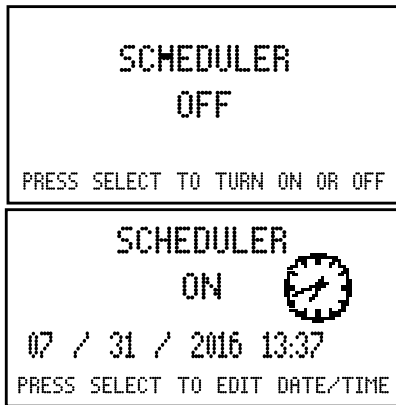 SCHEDULER
OFF
PRESS SELECT TO TURN ON OR OFF
SCHEDULER
ON
07 / 31 / 2016 13:37
PRESS SELECT TO EDIT DATE/TIME